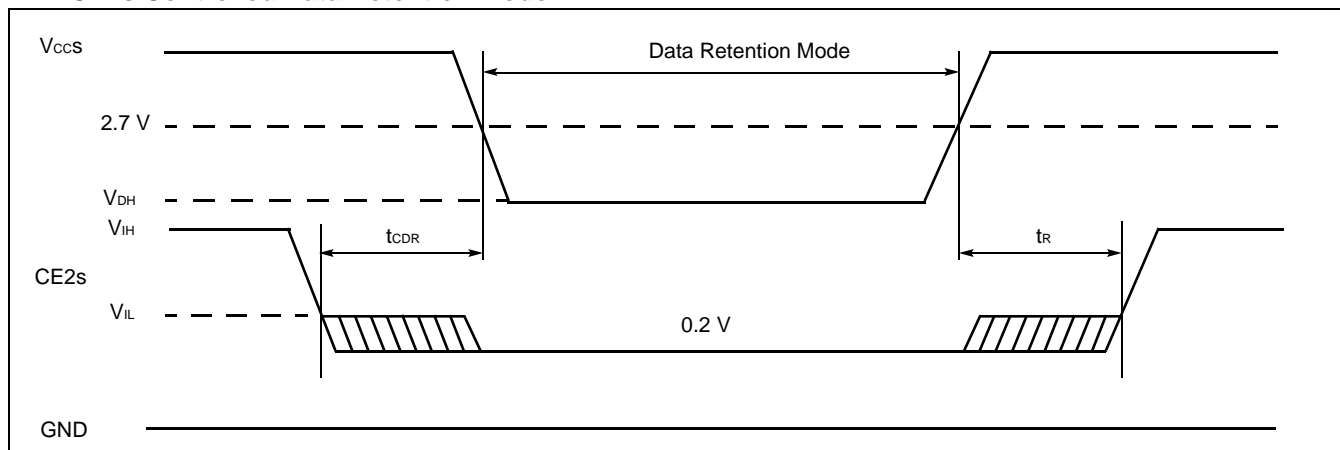 VCCS
Data Retention Mode
2.7 V
VDH
VIH
tCDR
tR
CE2s
VIL
0.2 V
GND